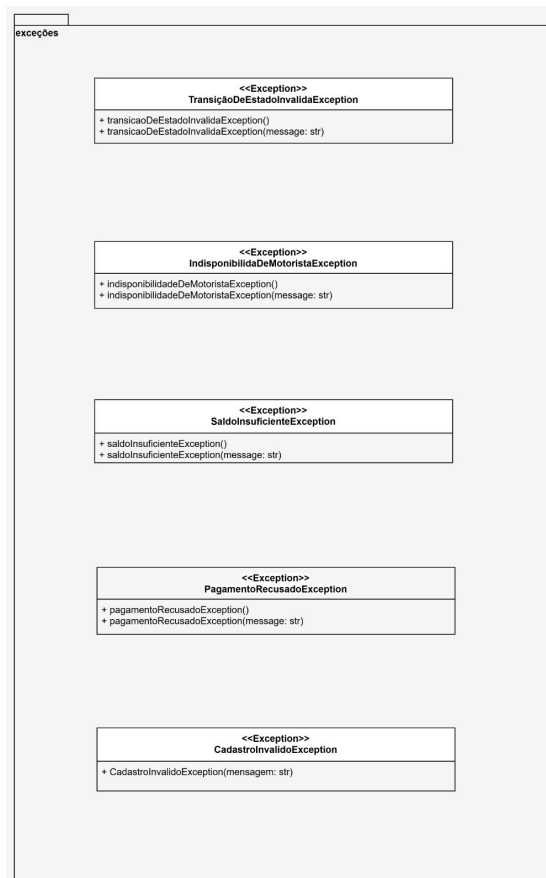 exceções
<<Exception>>
TransiçãoDeEstadoInvalidaException
+ transicaoDeEstadoInvalidaException()
+ transicaoDeEstadoInvalidaException(message: str)
<<Exception>>
IndisponibilidaDeMotoristaException
+ indisponibilidadeDeMotoristaException()
+ indisponibilidadeDeMotoristaException(message: str)
<<Exception>>
SaldoInsuficienteException
+ saldoInsuficienteException()
+ saldoInsuficienteException(message: str)
<<Exception>>
PagamentoRecusadoException
+ pagamentoRecusadoException()
+ pagamentoRecusadoException(message: str)
<<Exception>>
CadastroInvalidoException
+ CadastroInvalidoException(mensagem: str)